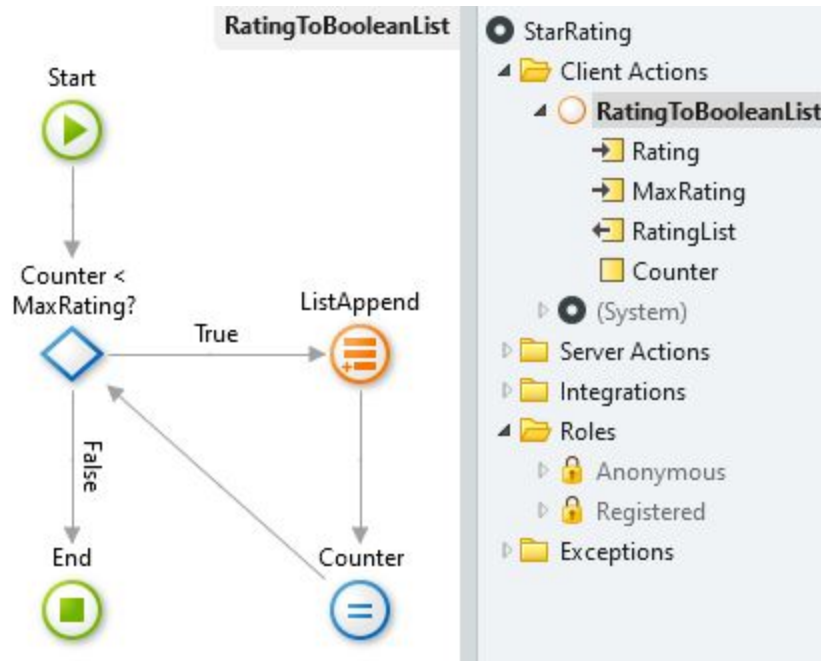 RatingToBooleanList
Start
Counter <
MaxRating?
True
ListAppend
False
End
Counter
StarRating
Client Actions
RatingToBooleanList
Rating
MaxRating
RatingList
Counter
(System)
Server Actions
Integrations
Roles
Anonymous
Registered
Exceptions